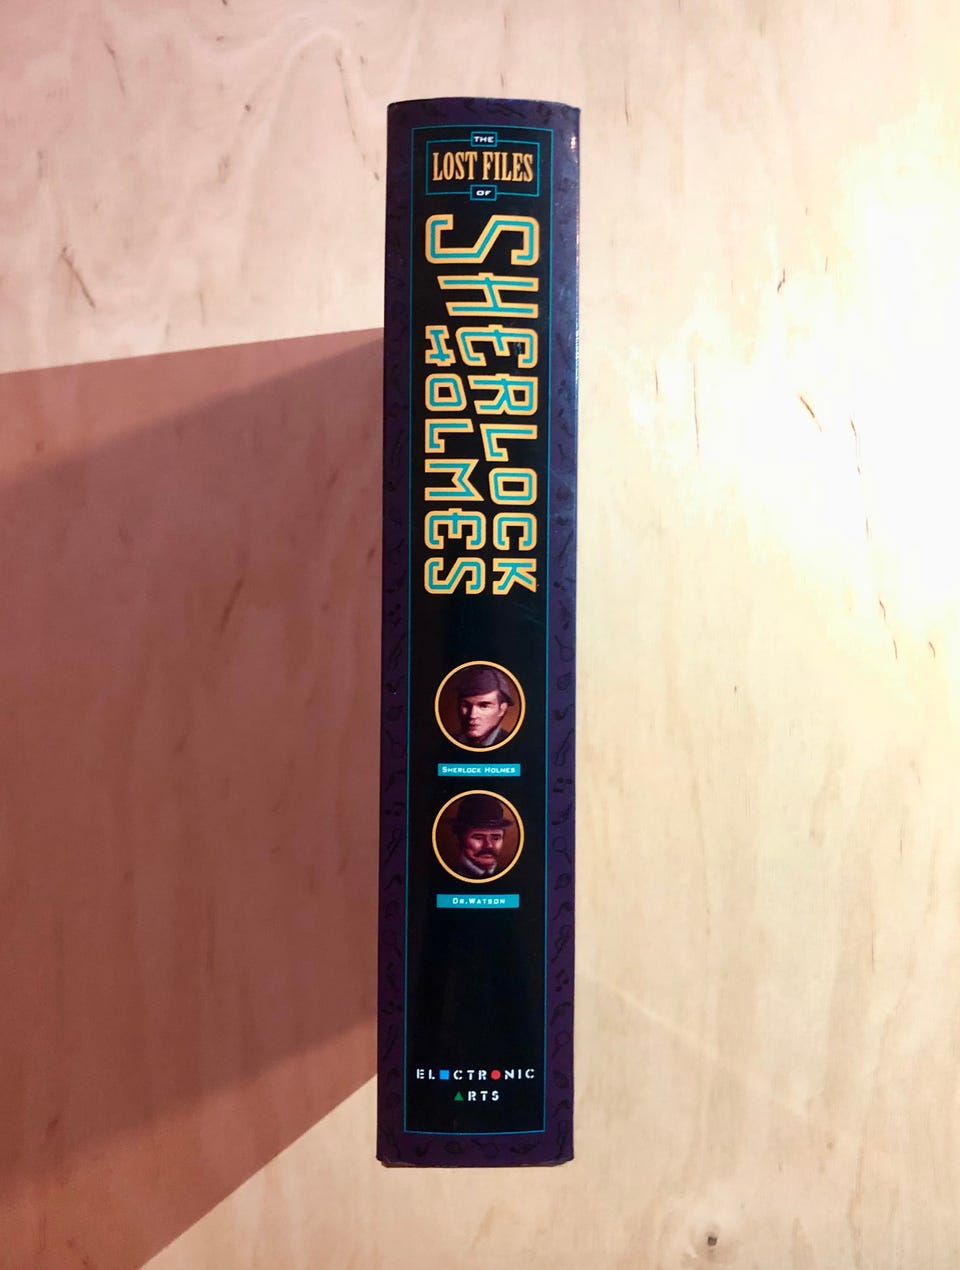 THE
LOST FILES
OF
SHERLOCK
HOLMES
SHERLOCK HOLMES
DR. WATSON
ELECTRONIC
ARTS